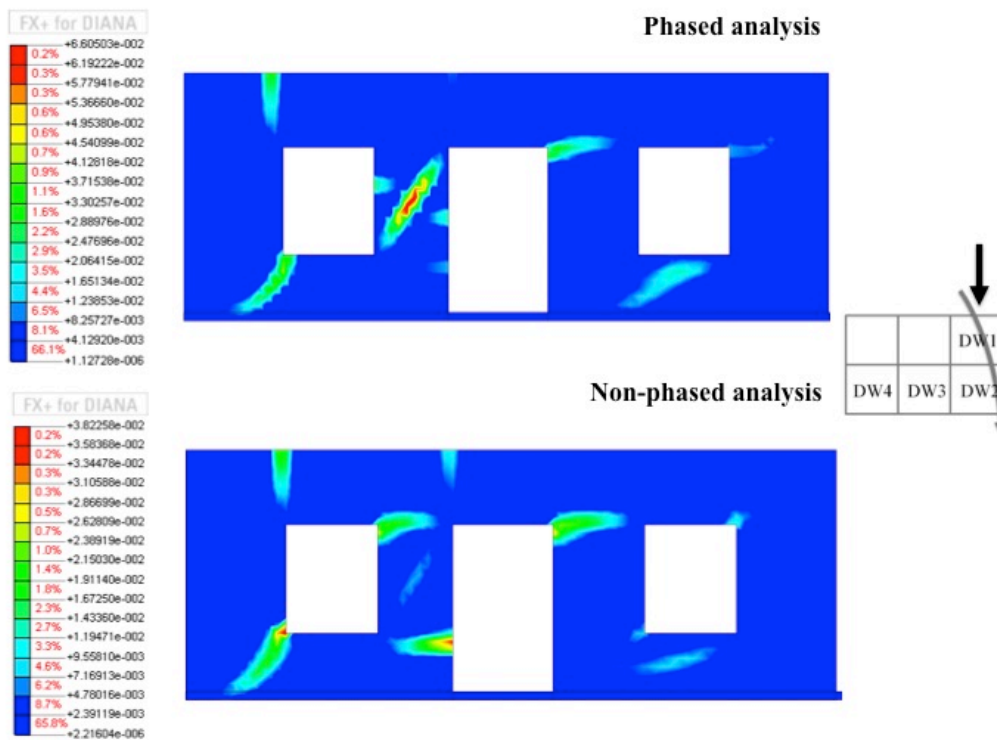 FX+ for DIANA
Phased analysis
+6.60503e-002
0.2%
+6.19222e-002
0.3%
+5.77941e-002
0.3%
+5.36660e-002
0.6%
+4.95380e-002
0.6%
+4.54099e-002
0.7%
+4.12818e-002
0.9%
+3.71538e-002
1.1%
+3.30257e-002
1.6%
+2.88976e-002
2.2%
+2.47696e-002
2.9%
+2.06415e-002
3.5%
+1.65134e-002
4.4%
+1.23853e-002
6.5%
+8.25727e-003
8.1%
+4.12920e-003
66.1%
+1.12728e-006
DW1
DW4 DW3 DW2
Non-phased analysis
FX+ for DIANA
+3.82258e-002
0.2%
+3.58368e-002
0.2%
+3.34478e-002
0.3%
+3.10588e-002
0.3%
+2.86699e-002
0.5%
+2.62809e-002
0.7%
+2.38919e-002
1.0%
+2.15030e-002
1.4%
+1.91140e-002
1.8%
+1.67250e-002
2.3%
+1.43360e-002
2.7%
+1.19471e-002
3.3%
+9.55810e-003
4.6%
+7.16913e-003
6.2%
+4.78016e-003
8.7%
+2.39119e-003
65.8%
+2.21604e-006